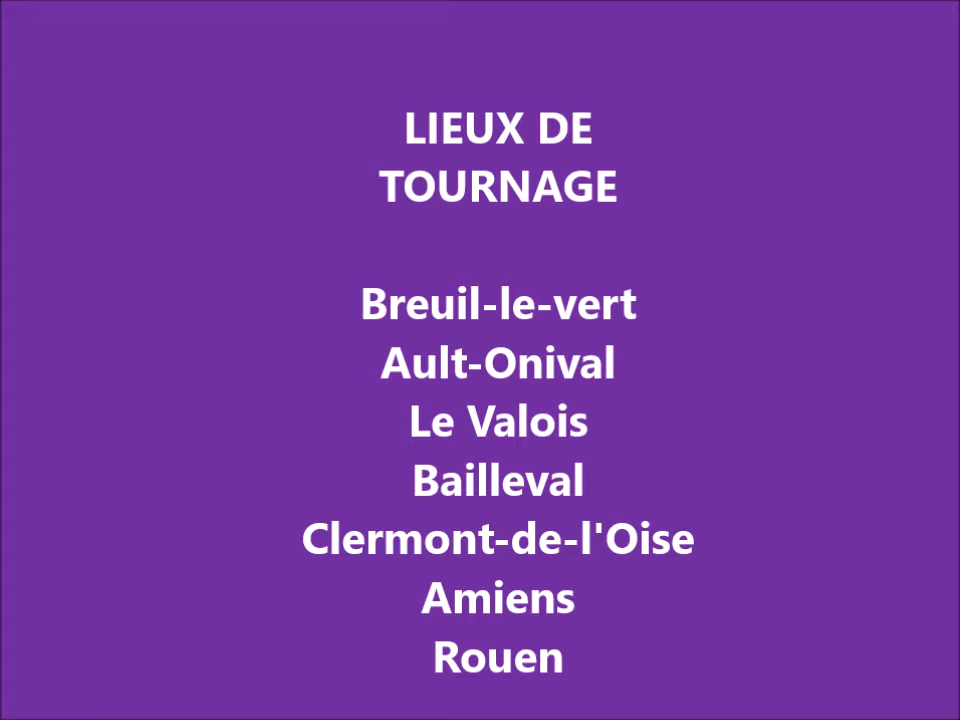 LIEUX DE
TOURNAGE
Breuil-le-vert
Ault-Onival
Le Valois
Bailleval
Clermont-de-l'Oise
Amiens
Rouen